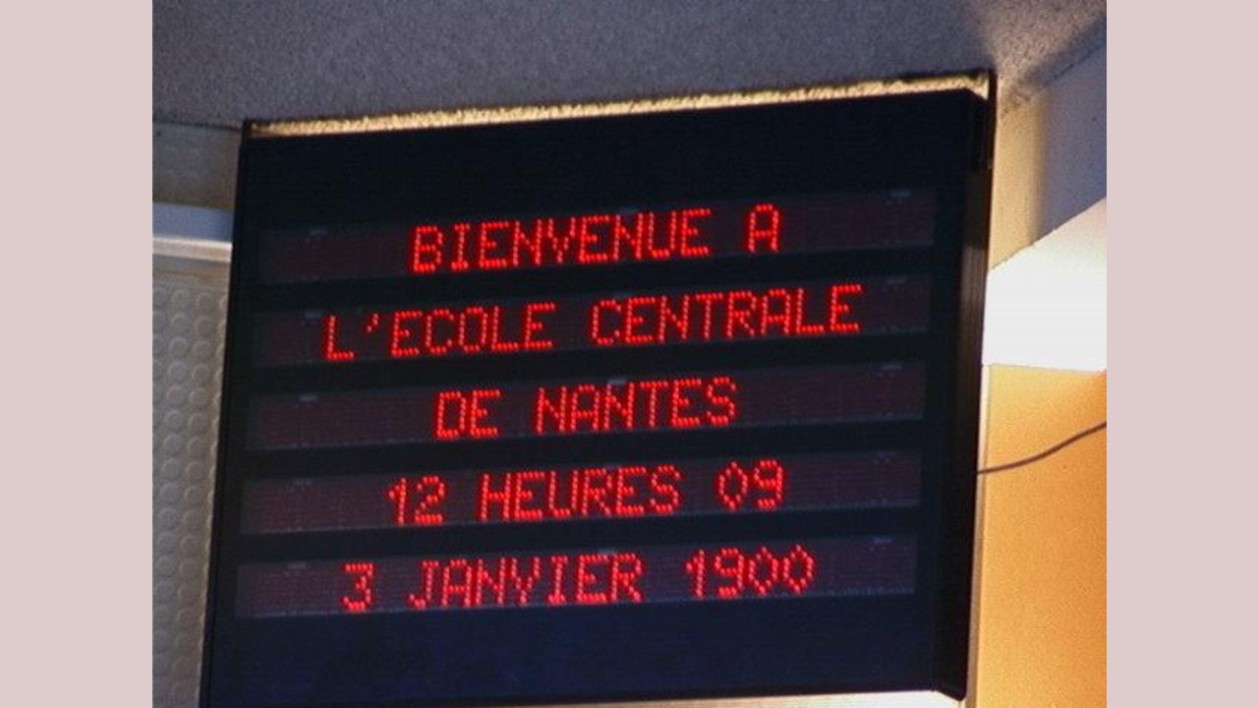 BIENVENUE A
L'ECOLE CENTRALE
DE NANTES
12 HEURES 09
3 JANVIER 1900